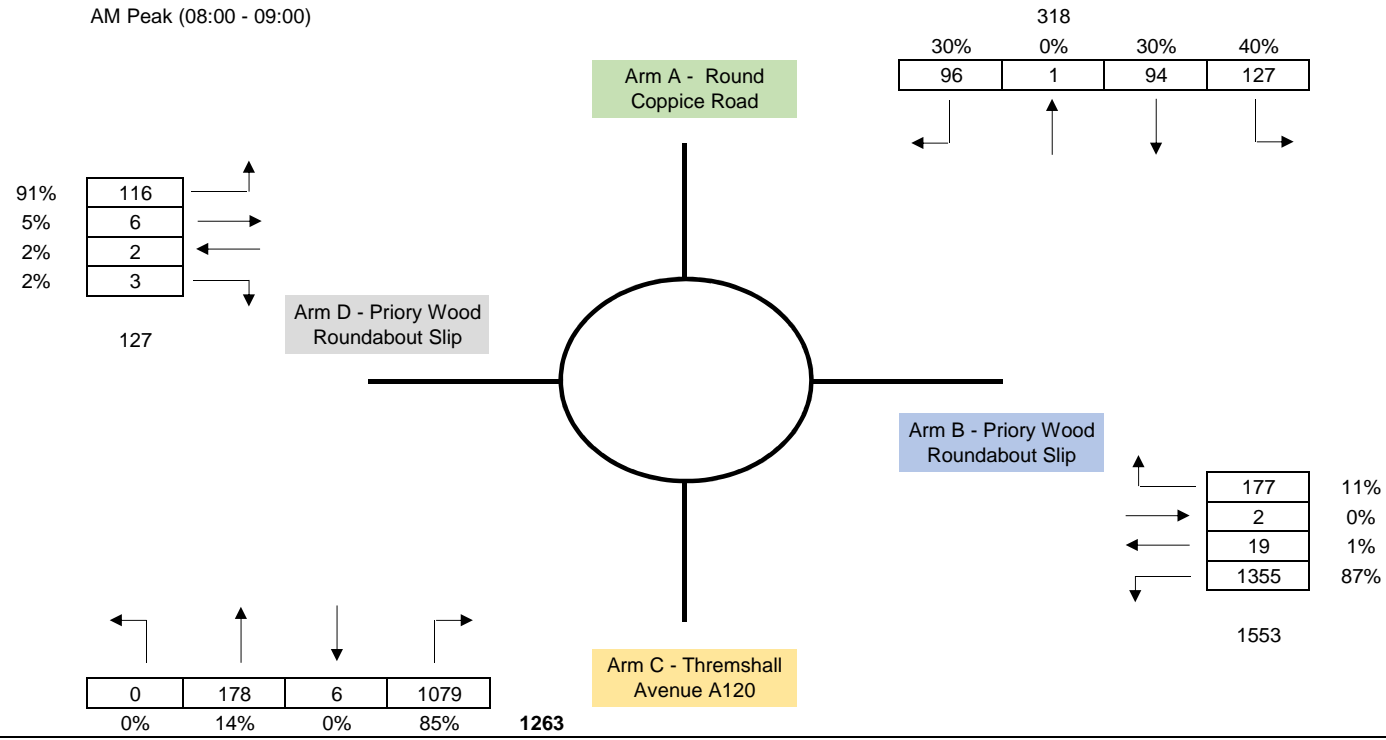 AM Peak (08:00 - 09:00)
318
30% 0% 30% 40%
96 1 94 127
Arm A - Round
Coppice Road
91% 116
5% 6
2% 2
2% 3
127
Arm D - Priory Wood
Roundabout Slip
Arm B - Priory Wood
Roundabout Slip
177 11%
2 0%
19 1%
1355 87%
1553
Arm C - Thremshall
Avenue A120
0 178 6 1079
0% 14% 0% 85% 1263